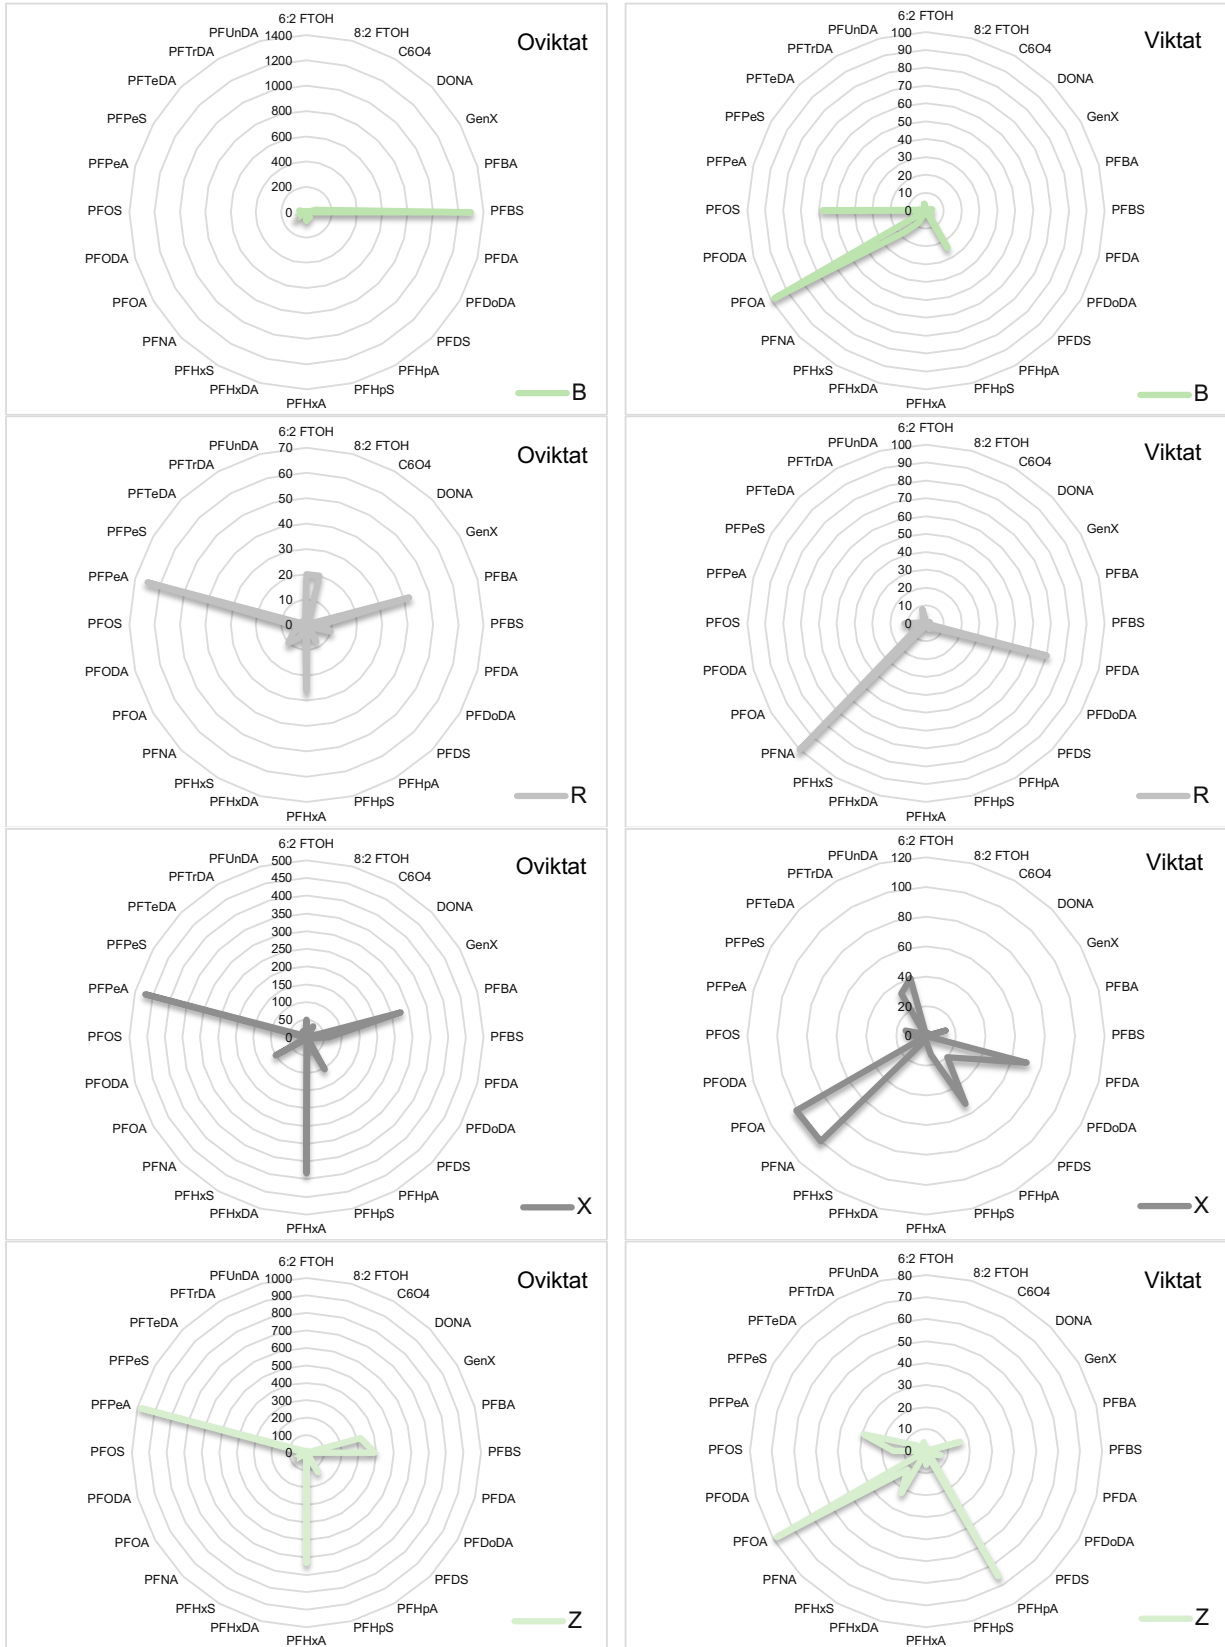 Oviktat
6:2 FTOH
8:2 FTOH
C6O4
DONA
GenX
PFBA
PFBS
PFDA
PFDoDA
PFDS
PFHpA
PFHpS
PFHxA
PFHxDA
PFHxS
PFNA
PFOA
PFODA
PFOS
PFPeA
PFPeS
PFTeDA
PFTrDA
PFUnDA
1400
1200
1000
800
600
400
200
0
B
Viktat
6:2 FTOH
8:2 FTOH
C6O4
DONA
GenX
PFBA
PFBS
PFDA
PFDoDA
PFDS
PFHpA
PFHpS
PFHxA
PFHxDA
PFHxS
PFNA
PFOA
PFODA
PFOS
PFPeA
PFPeS
PFTeDA
PFTrDA
PFUnDA
100
90
80
70
60
50
40
30
20
10
0
B
Oviktat
6:2 FTOH
8:2 FTOH
C6O4
DONA
GenX
PFBA
PFBS
PFDA
PFDoDA
PFDS
PFHpA
PFHpS
PFHxA
PFHxDA
PFHxS
PFNA
PFOA
PFODA
PFOS
PFPeA
PFPeS
PFTeDA
PFTrDA
PFUnDA
70
60
50
40
30
20
10
0
R
Viktat
6:2 FTOH
8:2 FTOH
C6O4
DONA
GenX
PFBA
PFBS
PFDA
PFDoDA
PFDS
PFHpA
PFHpS
PFHxA
PFHxDA
PFHxS
PFNA
PFOA
PFODA
PFOS
PFPeA
PFPeS
PFTeDA
PFTrDA
PFUnDA
100
90
80
70
60
50
40
30
20
10
0
R
Oviktat
6:2 FTOH
8:2 FTOH
C6O4
DONA
GenX
PFBA
PFBS
PFDA
PFDoDA
PFDS
PFHpA
PFHpS
PFHxA
PFHxDA
PFHxS
PFNA
PFOA
PFODA
PFOS
PFPeA
PFPeS
PFTeDA
PFTrDA
PFUnDA
500
450
400
350
300
250
200
150
100
50
0
X
Viktat
6:2 FTOH
8:2 FTOH
C6O4
DONA
GenX
PFBA
PFBS
PFDA
PFDoDA
PFDS
PFHpA
PFHpS
PFHxA
PFHxDA
PFHxS
PFNA
PFOA
PFODA
PFOS
PFPeA
PFPeS
PFTeDA
PFTrDA
PFUnDA
120
100
80
60
40
20
0
X
Oviktat
6:2 FTOH
8:2 FTOH
C6O4
DONA
GenX
PFBA
PFBS
PFDA
PFDoDA
PFDS
PFHpA
PFHpS
PFHxA
PFHxDA
PFHxS
PFNA
PFOA
PFODA
PFOS
PFPeA
PFPeS
PFTeDA
PFTrDA
PFUnDA
1000
900
800
700
600
500
400
300
200
100
0
Z
Viktat
6:2 FTOH
8:2 FTOH
C6O4
DONA
GenX
PFBA
PFBS
PFDA
PFDoDA
PFDS
PFHpA
PFHpS
PFHxA
PFHxDA
PFHxS
PFNA
PFOA
PFODA
PFOS
PFPeA
PFPeS
PFTeDA
PFTrDA
PFUnDA
80
70
60
50
40
30
20
10
0
Z